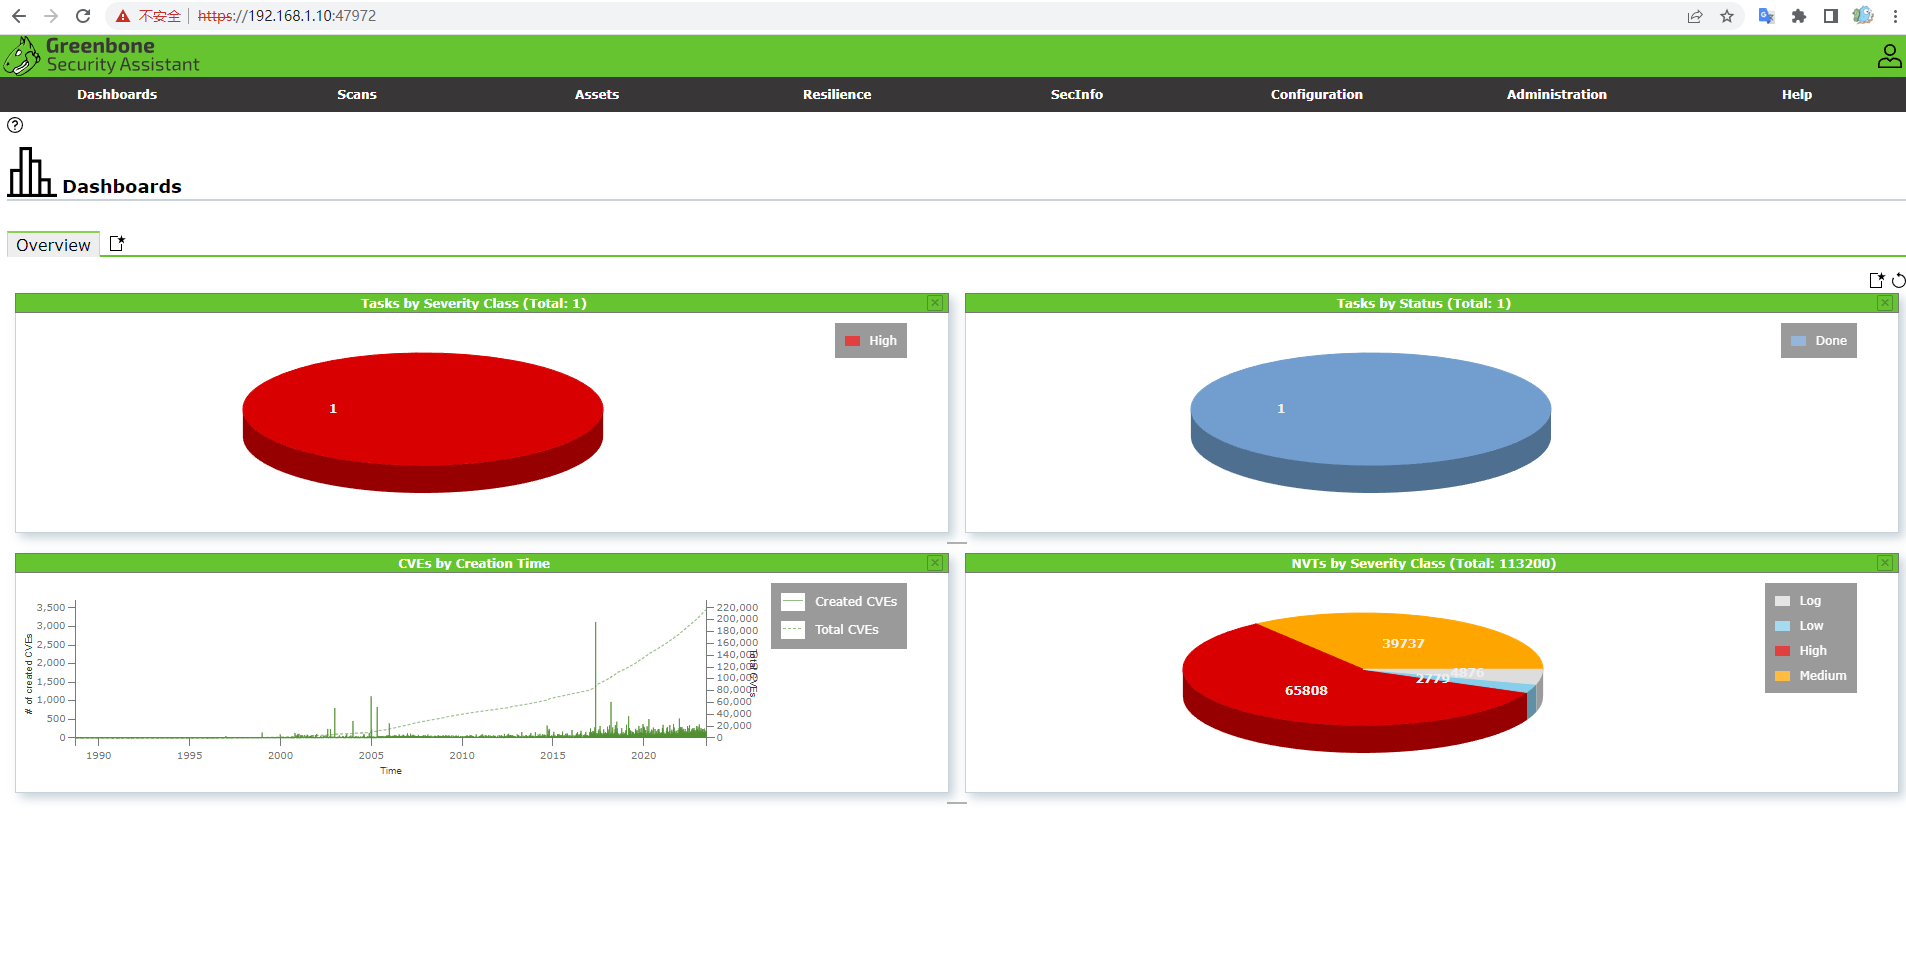 不安全 https://192.168.1.10:47972
Greenbone
Security Assistant
Dashboards Scans Assets Resilience SecInfo Configuration Administration Help
Dashboards
Overview
Tasks by Severity Class (Total: 1)
High
1
Tasks by Status (Total: 1)
Done
1
CVEs by Creation Time
Created CVEs
Total CVEs
# of created CVEs
3,500
3,000
2,500
2,000
1,500
1,000
500
0
220,000
200,000
180,000
160,000
140,000
120,000
100,000
80,000
60,000
40,000
20,000
0
Total CVEs
1990 1995 2000 2005 2010 2015 2020
Time
NVTs by Severity Class (Total: 113200)
Log
Low
High
Medium
39737
4876
2779
65808